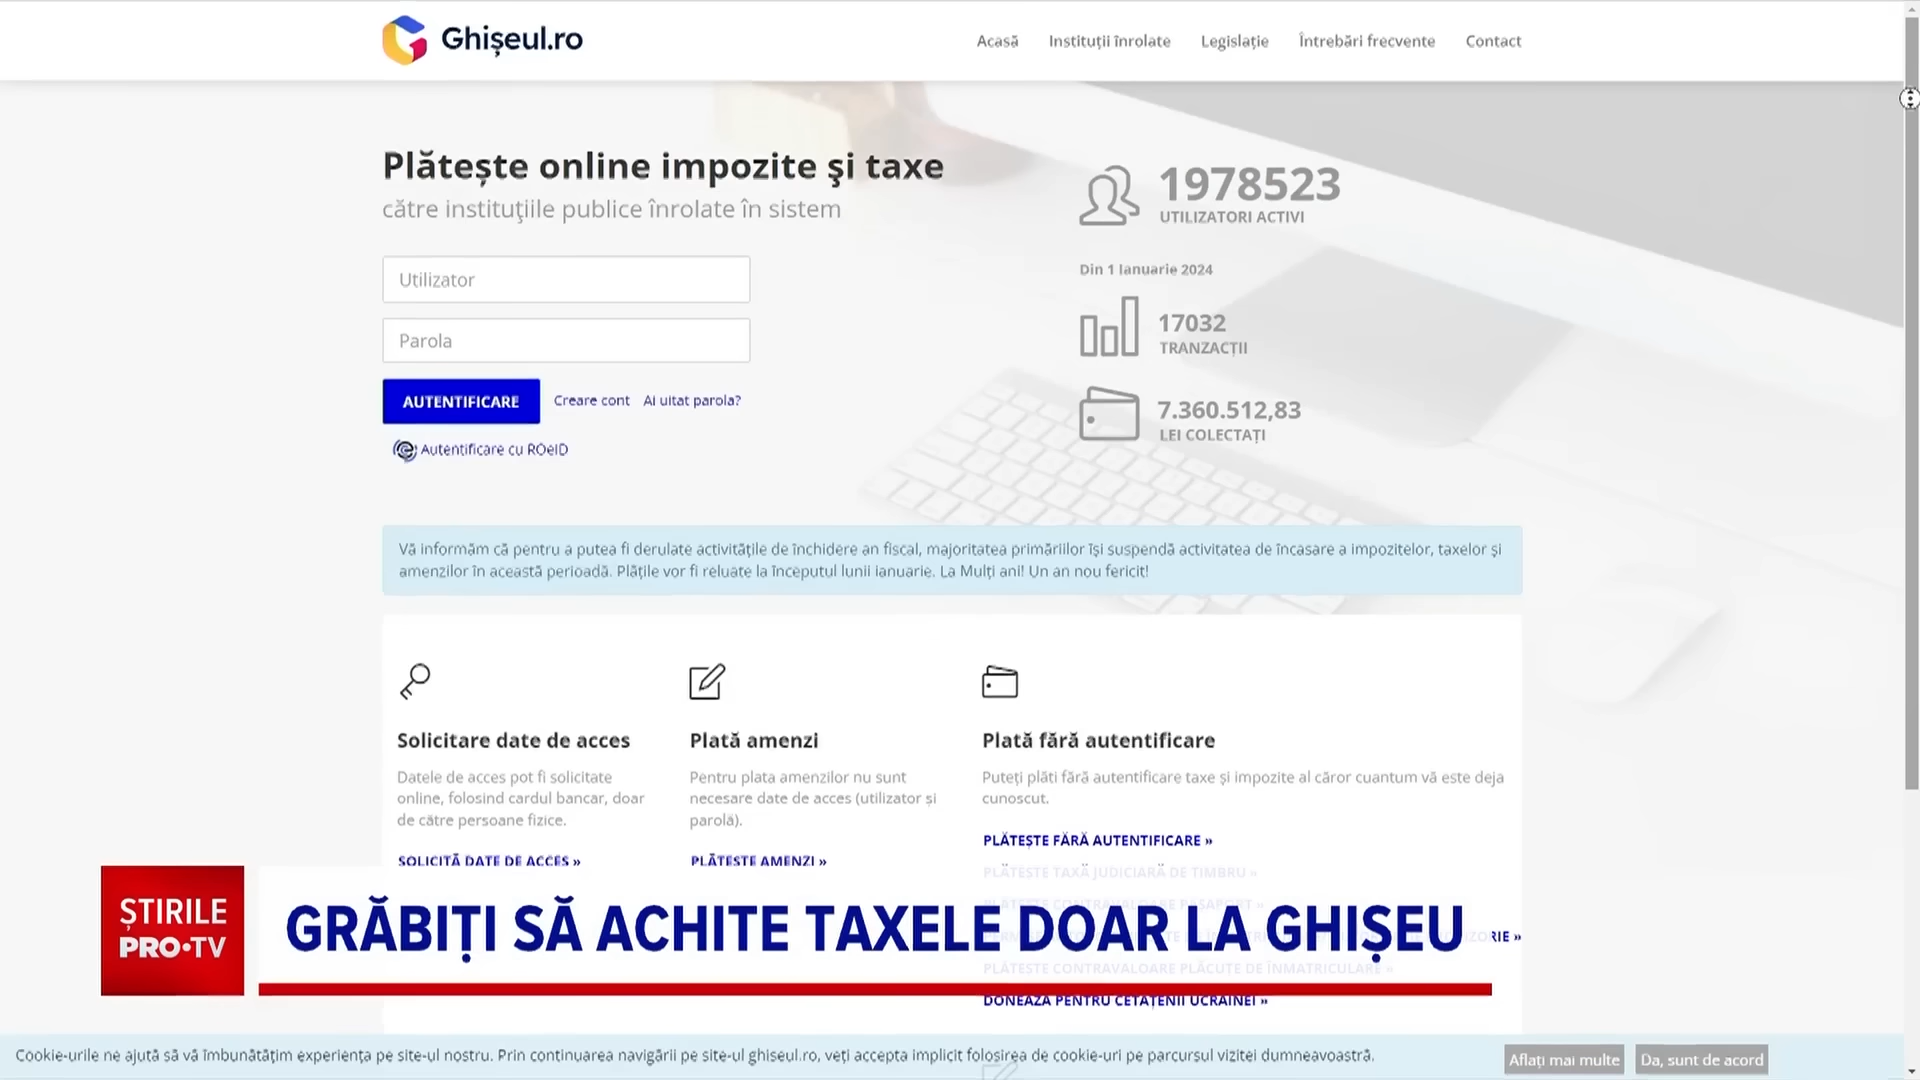 Ghișeul.ro
Acasă
Instituții înrolate
Legislație
Întrebări frecvente
Contact
Plătește online impozite şi taxe
către instituţiile publice înrolate în sistem
Utilizator
Parola
AUTENTIFICARE
Creare cont
Ai uitat parola?
Autentificare cu ROeID
1978523
UTILIZATORI ACTIVI
Din 1 Ianuarie 2024
17032
TRANZACȚII
7.360.512,83
LEI COLECTAȚI
Vă informăm că pentru a putea fi derulate activitățile de închidere an fiscal, majoritatea primăriilor își suspendă activitatea de încasare a impozitelor, taxelor și
amenzilor în această perioadă. Plățile vor fi reluate la începutul lunii ianuarie. La Mulți ani! Un an nou fericit!
Solicitare date de acces
Datele de acces pot fi solicitate
online, folosind cardul bancar, doar
de către persoane fizice.
SOLICITĂ DATE DE ACCES »
Plată amenzi
Pentru plata amenzilor nu sunt
necesare date de acces (utilizator și
parolă).
PLĂTEȘTE AMENZI »
Plată fără autentificare
Puteți plăti fără autentificare taxe și impozite al căror cuantum vă este deja
cunoscut.
PLĂTEȘTE FĂRĂ AUTENTIFICARE »
PLĂTEȘTE TAXĂ JUDICIARĂ DE TIMBRU »
PLĂTEȘTE CONTRAVALOARE PAȘAPORT »
RIE »
PLĂTEȘTE CONTRAVALOARE PLĂCUȚE DE ÎNMATRICULARE »
DONEAZĂ PENTRU CETĂȚENII UCRAINEI »
ȘTIRILE
PRO•TV
GRĂBIȚI SĂ ACHITE TAXELE DOAR LA GHIȘEU
Cookie-urile ne ajută să vă îmbunătățim experiența pe site-ul nostru. Prin continuarea navigării pe site-ul ghiseul.ro, veți accepta implicit folosirea de cookie-uri pe parcursul vizitei dumneavoastră.
Aflați mai multe
Da, sunt de acord